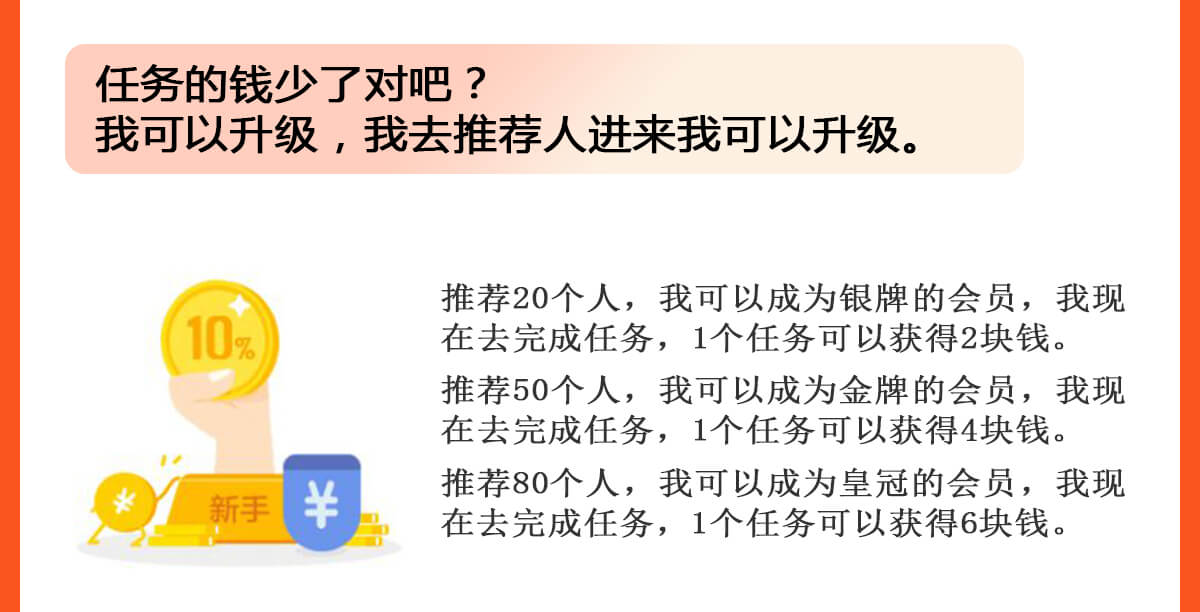 任务的钱少了对吧？
我可以升级，我去推荐人进来我可以升级。
推荐20个人，我可以成为银牌的会员，我现
在去完成任务，1个任务可以获得2块钱。
推荐50个人，我可以成为金牌的会员，我现
在去完成任务，1个任务可以获得4块钱。
推荐80个人，我可以成为皇冠的会员，我现
在去完成任务，1个任务可以获得6块钱。
10%
¥
新手
¥